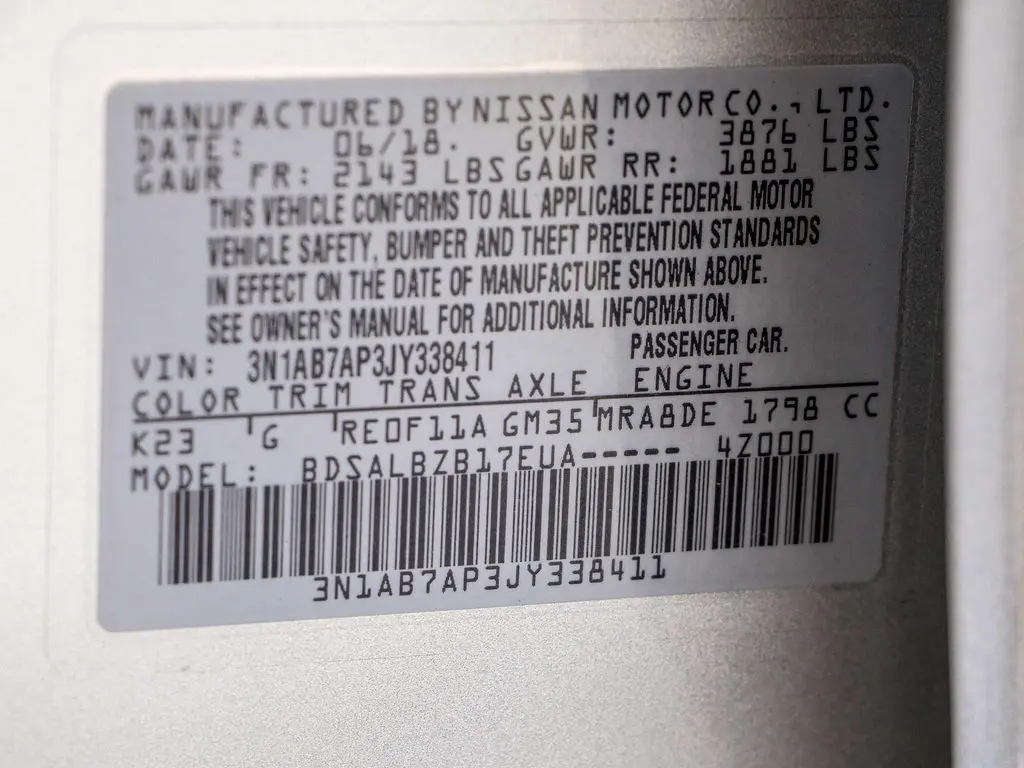 MANUFACTURED BY NISSAN MOTOR CO., LTD.
DATE: 06/18. GVWR: 3876 LBS
GAWR FR: 2143 LBS GAWR RR: 1881 LBS
THIS VEHICLE CONFORMS TO ALL APPLICABLE FEDERAL MOTOR
VEHICLE SAFETY, BUMPER AND THEFT PREVENTION STANDARDS
IN EFFECT ON THE DATE OF MANUFACTURE SHOWN ABOVE.
SEE OWNER'S MANUAL FOR ADDITIONAL INFORMATION.
VIN: 3N1AB7AP3JY338411 PASSENGER CAR.
COLOR TRIM TRANS AXLE ENGINE
K23 G RE0F11A GM35 MRA8DE 1798 CC
MODEL: BDSALBZB17EUA----- 4Z000
3N1AB7AP3JY338411